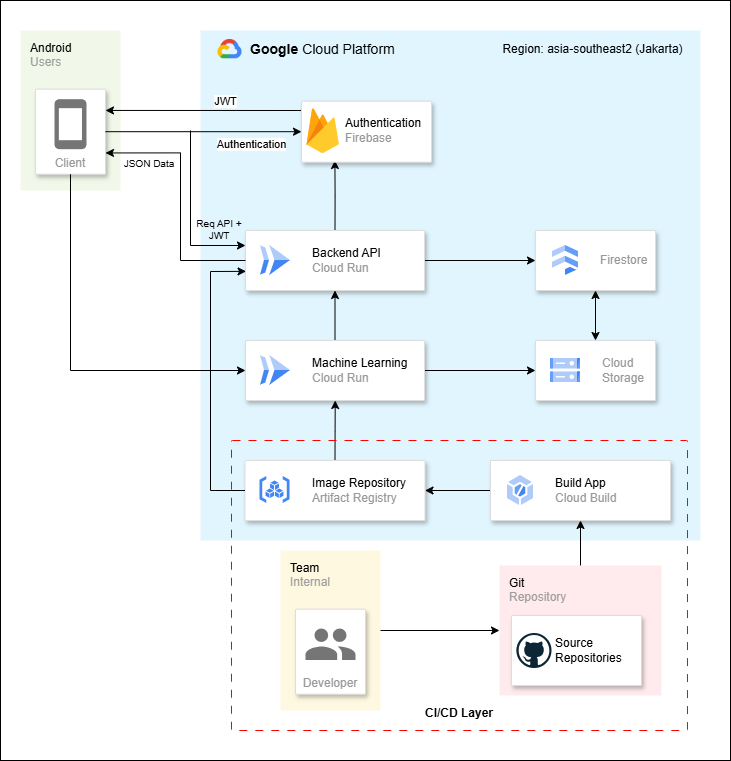 Android
Users
Client
Google Cloud Platform
Region: asia-southeast2 (Jakarta)
JWT
Authentication
JSON Data
Req API +
JWT
Authentication
Firebase
Backend API
Cloud Run
Firestore
Machine Learning
Cloud Run
Cloud
Storage
Image Repository
Artifact Registry
Build App
Cloud Build
Team
Internal
Developer
Git
Repository
Source
Repositories
CI/CD Layer